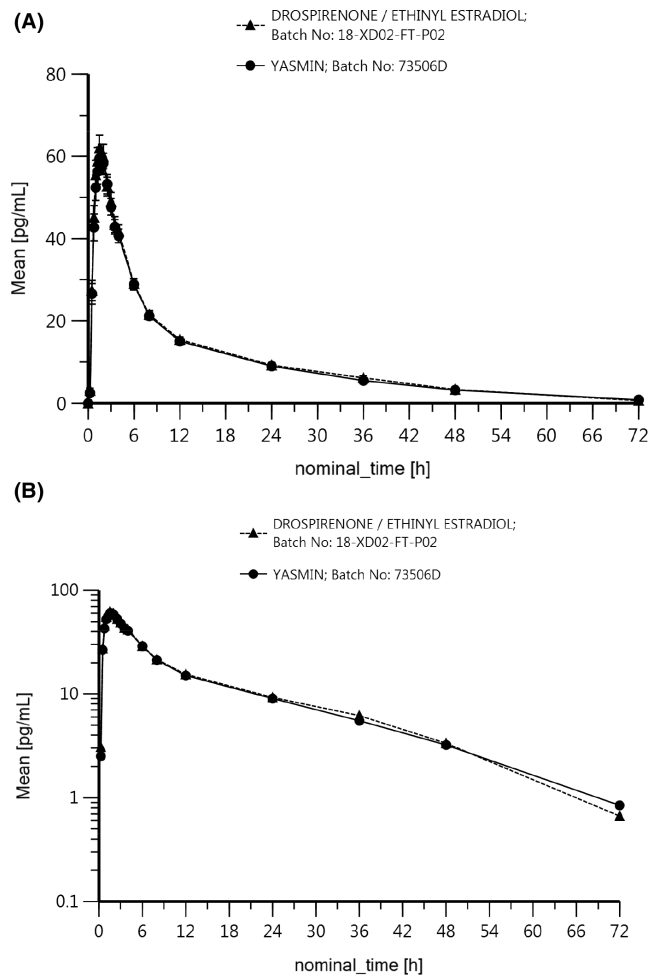 (A)
DROSPIRENONE / ETHINYL ESTRADIOL;
Batch No: 18-XD02-FT-P02
YASMIN; Batch No: 73506D
80
60
40
20
0
Mean [pg/mL]
0 6 12 18 24 30 36 42 48 54 60 66 72
nominal_time [h]
(B)
DROSPIRENONE / ETHINYL ESTRADIOL;
Batch No: 18-XD02-FT-P02
YASMIN; Batch No: 73506D
100
10
1
0.1
Mean [pg/mL]
0 6 12 18 24 30 36 42 48 54 60 66 72
nominal_time [h]